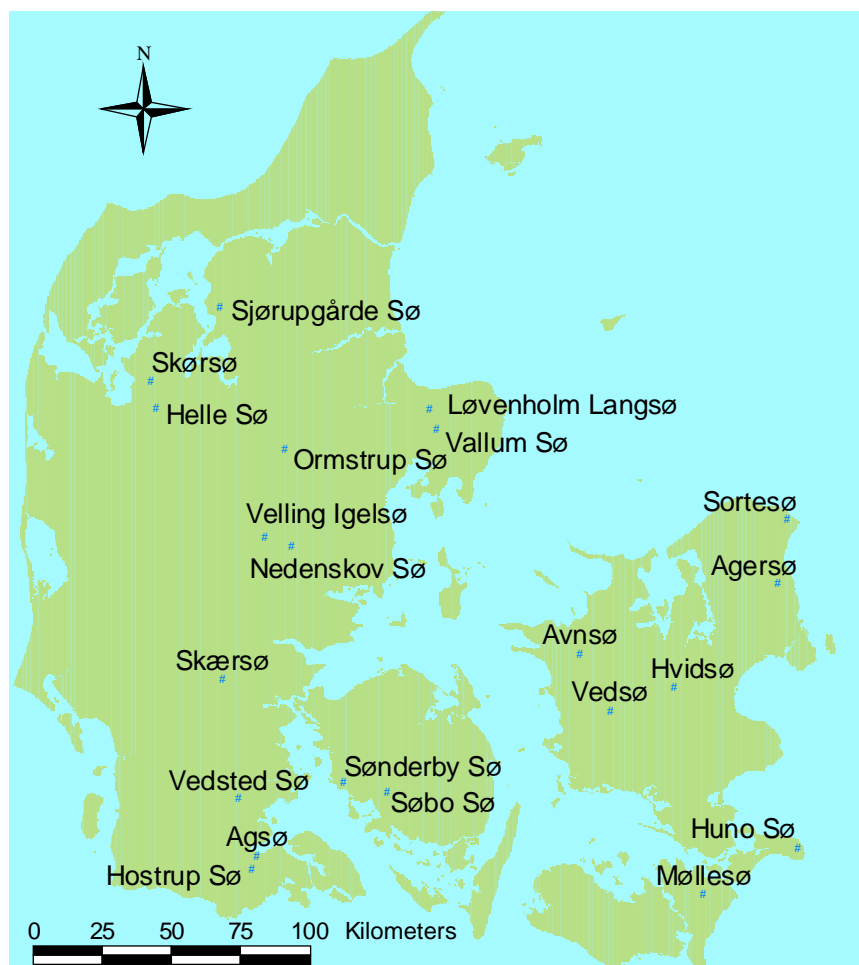 N
Sjørupgårde Sø
Skørsø
Helle Sø
Løvenholm Langsø
Vallum Sø
Ormstrup Sø
Velling Igelsø
Nedenskov Sø
Sortesø
Agersø
Avnsø
Hvidsø
Vedsø
Skærsø
Sønderby Sø
Søbo Sø
Vedsted Sø
Agsø
Hostrup Sø
Huno Sø
Møllesø
0 25 50 75 100 Kilometers